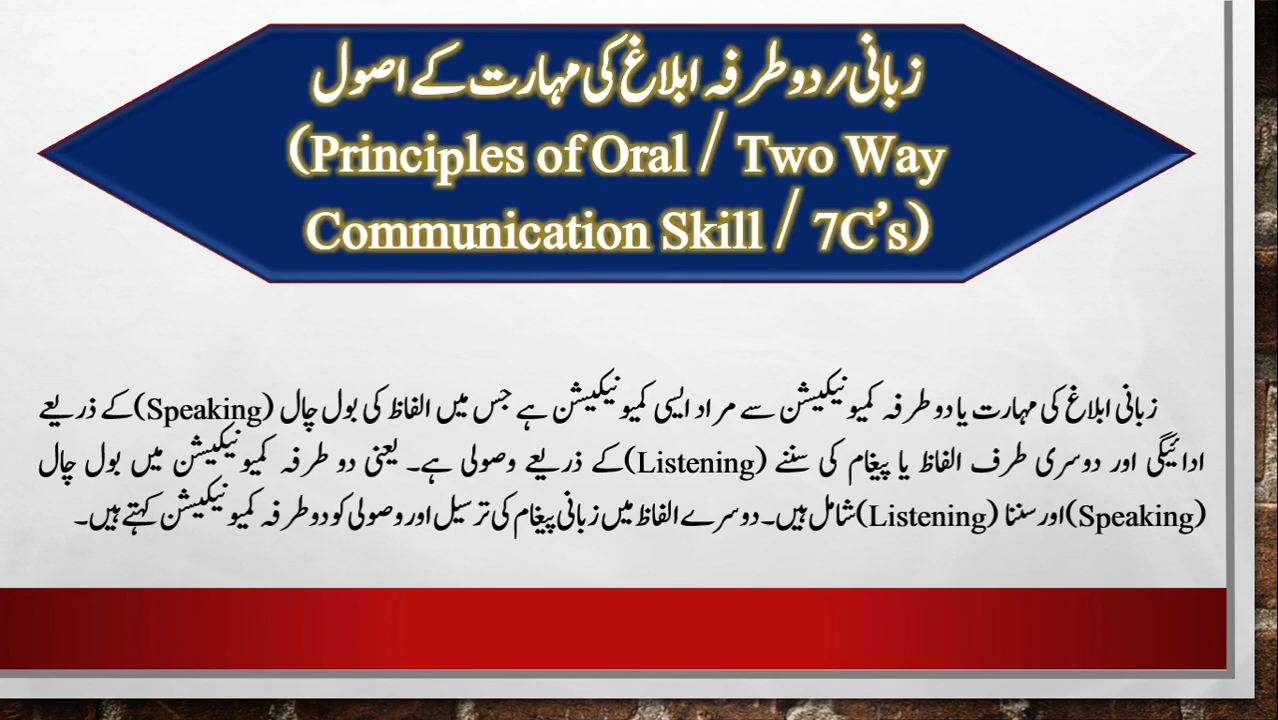 زبانی؍دوطرفہ ابلاغ کی مہارت کے اصول
(Principles of Oral / Two Way
Communication Skill / 7C’s)
زبانی ابلاغ کی مہارت یا دو طرفہ کمیونیکیشن سے مراد ایسی کمیونیکیشن ہے جس میں الفاظ کی بول چال (Speaking)کے ذریعے
ادائیگی اور دوسری طرف الفاظ یا پیغام کی سننے (Listening)کے ذریعے وصولی ہے۔ یعنی دو طرفہ کمیونیکیشن میں بول چال
(Speaking)اور سننا (Listening)شامل ہیں۔ دوسرے الفاظ میں زبانی پیغام کی ترسیل اور وصولی کو دو طرفہ کمیونیکیشن کہتے ہیں۔